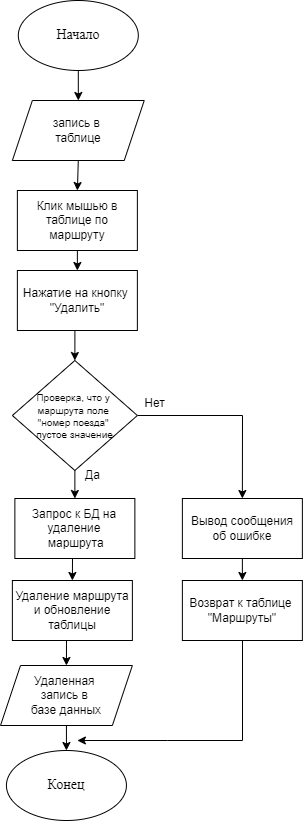 Начало
запись в
таблице
Клик мышью в
таблице по
маршруту
Нажатие на кнопку
"Удалить"
Проверка, что у
маршрута поле
"номер поезда"
пустое значение
Нет
Да
Запрос к БД на
удаление
маршрута
Вывод сообщения
об ошибке
Удаление маршрута
и обновление
таблицы
Возврат к таблице
"Маршруты"
Удаленная
запись в
базе данных
Конец